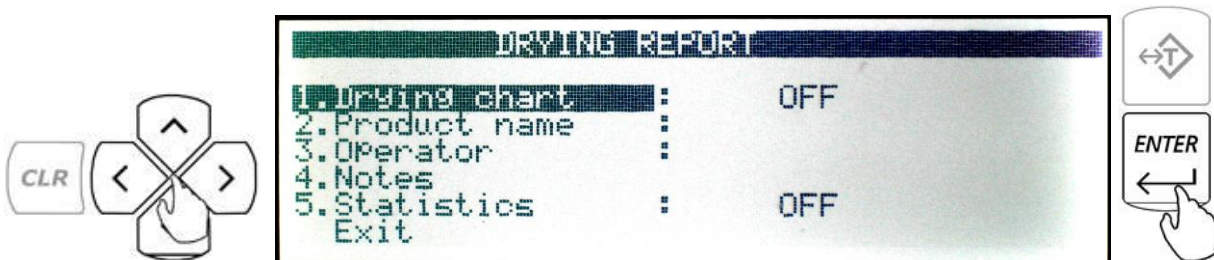 DRYING REPORT
1.Drying chart : OFF
2.Product name :
3.Operator :
4.Notes
5.Statistics : OFF
Exit
CLR
T
ENTER